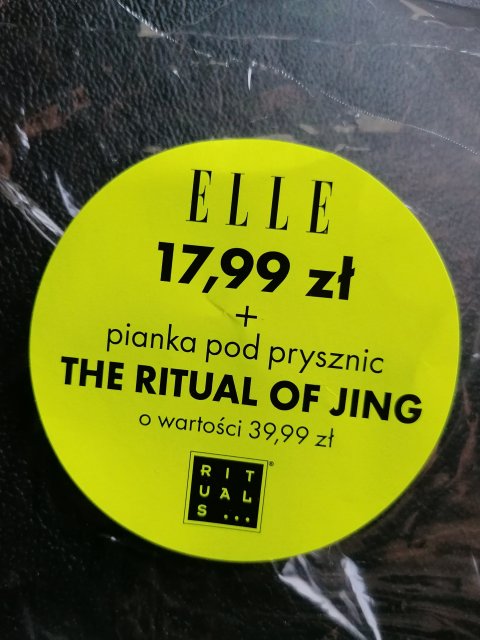 ELLE
17,99 zł
+
pianka pod prysznic
THE RITUAL OF JING
o wartości 39,99 zł
RIT
UAL
S...
®